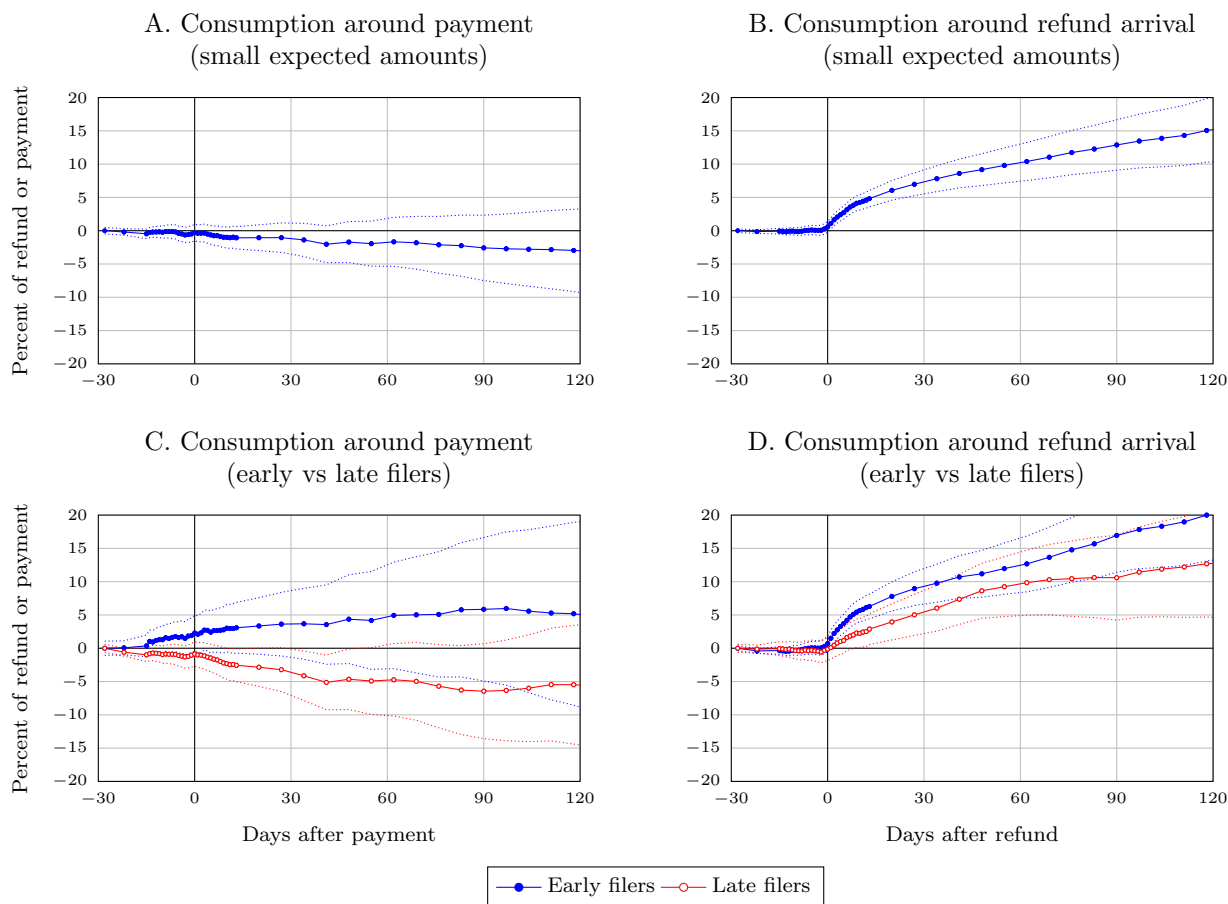 A. Consumption around payment
(small expected amounts)
B. Consumption around refund arrival
(small expected amounts)
Percent of refund or payment
20
15
10
5
0
−5
−10
−15
−20
−30 0 30 60 90 120
20
15
10
5
0
−5
−10
−15
−20
−30 0 30 60 90 120
C. Consumption around payment
(early vs late filers)
D. Consumption around refund arrival
(early vs late filers)
Percent of refund or payment
20
15
10
5
0
−5
−10
−15
−20
−30 0 30 60 90 120
Days after payment
20
15
10
5
0
−5
−10
−15
−20
−30 0 30 60 90 120
Days after refund
Early filers Late filers